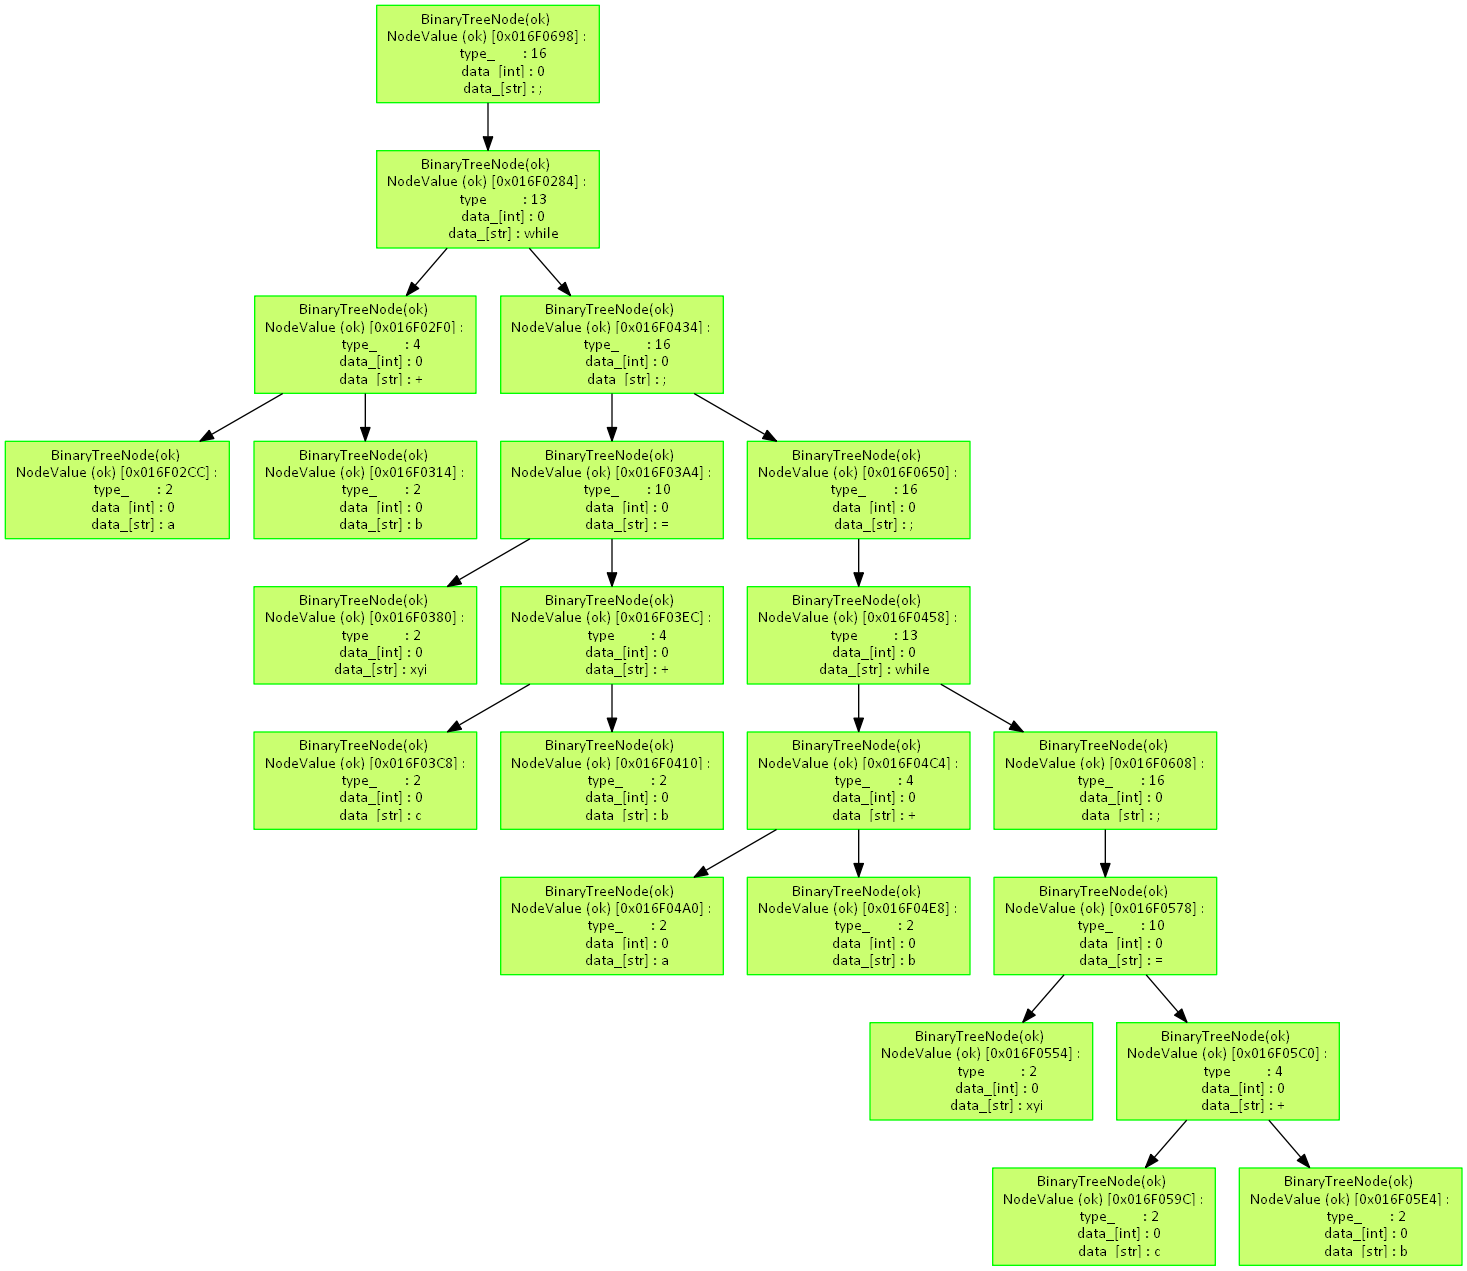 BinaryTreeNode(ok)
NodeValue (ok) [0x016F0698] :
type_ : 16
data_[int] : 0
data_[str] : ;
BinaryTreeNode(ok)
NodeValue (ok) [0x016F0284] :
type_ : 13
data_[int] : 0
data_[str] : while
BinaryTreeNode(ok)
NodeValue (ok) [0x016F02F0] :
type_ : 4
data_[int] : 0
data_[str] : +
BinaryTreeNode(ok)
NodeValue (ok) [0x016F0434] :
type_ : 16
data_[int] : 0
data_[str] : ;
BinaryTreeNode(ok)
NodeValue (ok) [0x016F02CC] :
type_ : 2
data_[int] : 0
data_[str] : a
BinaryTreeNode(ok)
NodeValue (ok) [0x016F0314] :
type_ : 2
data_[int] : 0
data_[str] : b
BinaryTreeNode(ok)
NodeValue (ok) [0x016F03A4] :
type_ : 10
data_[int] : 0
data_[str] : =
BinaryTreeNode(ok)
NodeValue (ok) [0x016F0650] :
type_ : 16
data_[int] : 0
data_[str] : ;
BinaryTreeNode(ok)
NodeValue (ok) [0x016F0380] :
type_ : 2
data_[int] : 0
data_[str] : xyi
BinaryTreeNode(ok)
NodeValue (ok) [0x016F03EC] :
type_ : 4
data_[int] : 0
data_[str] : +
BinaryTreeNode(ok)
NodeValue (ok) [0x016F0458] :
type_ : 13
data_[int] : 0
data_[str] : while
BinaryTreeNode(ok)
NodeValue (ok) [0x016F03C8] :
type_ : 2
data_[int] : 0
data_[str] : c
BinaryTreeNode(ok)
NodeValue (ok) [0x016F0410] :
type_ : 2
data_[int] : 0
data_[str] : b
BinaryTreeNode(ok)
NodeValue (ok) [0x016F04C4] :
type_ : 4
data_[int] : 0
data_[str] : +
BinaryTreeNode(ok)
NodeValue (ok) [0x016F0608] :
type_ : 16
data_[int] : 0
data_[str] : ;
BinaryTreeNode(ok)
NodeValue (ok) [0x016F04A0] :
type_ : 2
data_[int] : 0
data_[str] : a
BinaryTreeNode(ok)
NodeValue (ok) [0x016F04E8] :
type_ : 2
data_[int] : 0
data_[str] : b
BinaryTreeNode(ok)
NodeValue (ok) [0x016F0578] :
type_ : 10
data_[int] : 0
data_[str] : =
BinaryTreeNode(ok)
NodeValue (ok) [0x016F0554] :
type_ : 2
data_[int] : 0
data_[str] : xyi
BinaryTreeNode(ok)
NodeValue (ok) [0x016F05C0] :
type_ : 4
data_[int] : 0
data_[str] : +
BinaryTreeNode(ok)
NodeValue (ok) [0x016F059C] :
type_ : 2
data_[int] : 0
data_[str] : c
BinaryTreeNode(ok)
NodeValue (ok) [0x016F05E4] :
type_ : 2
data_[int] : 0
data_[str] : b